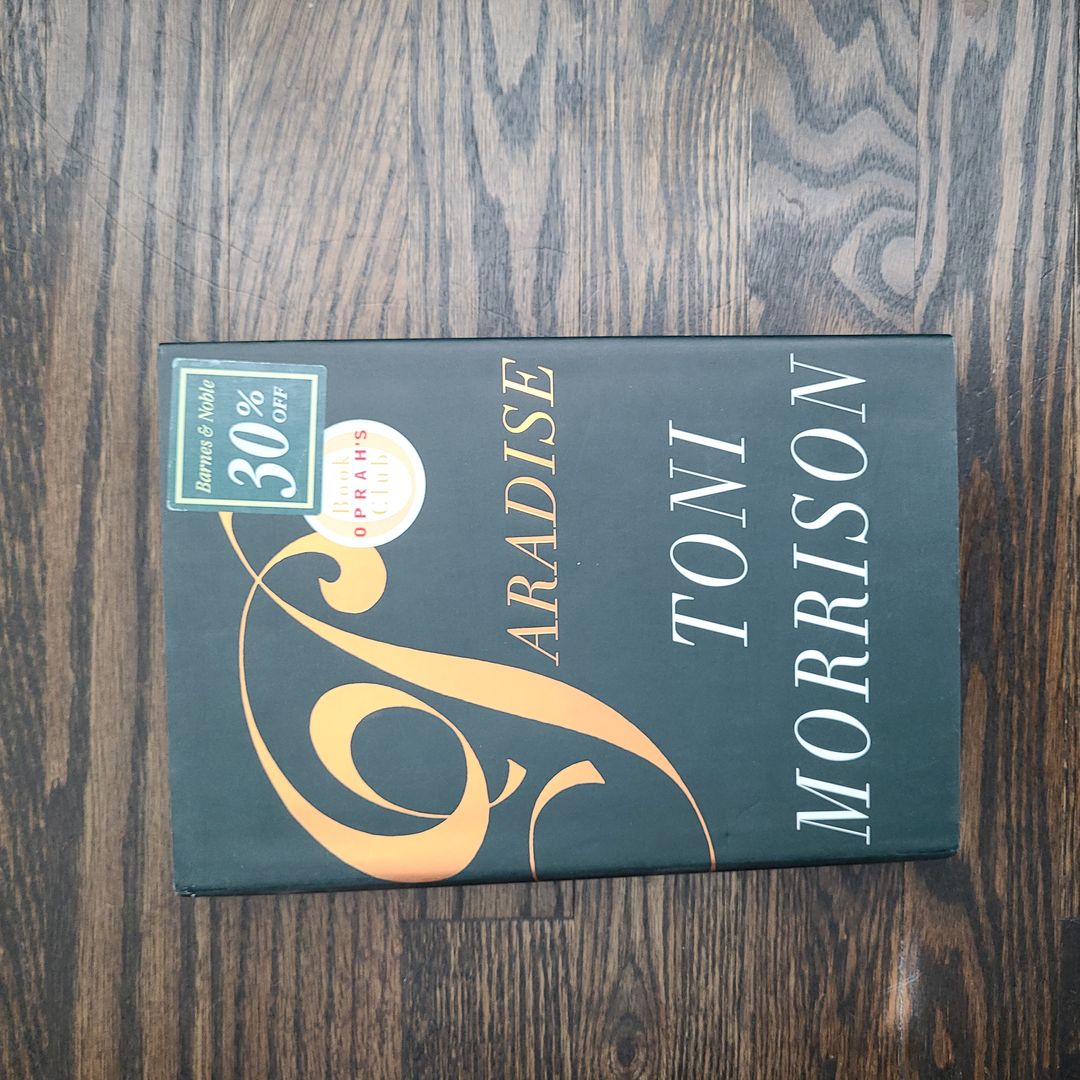 Barnes & Noble
30%
OFF
Book
OPRAH'S
Club
PARADISE
TONI
MORRISON